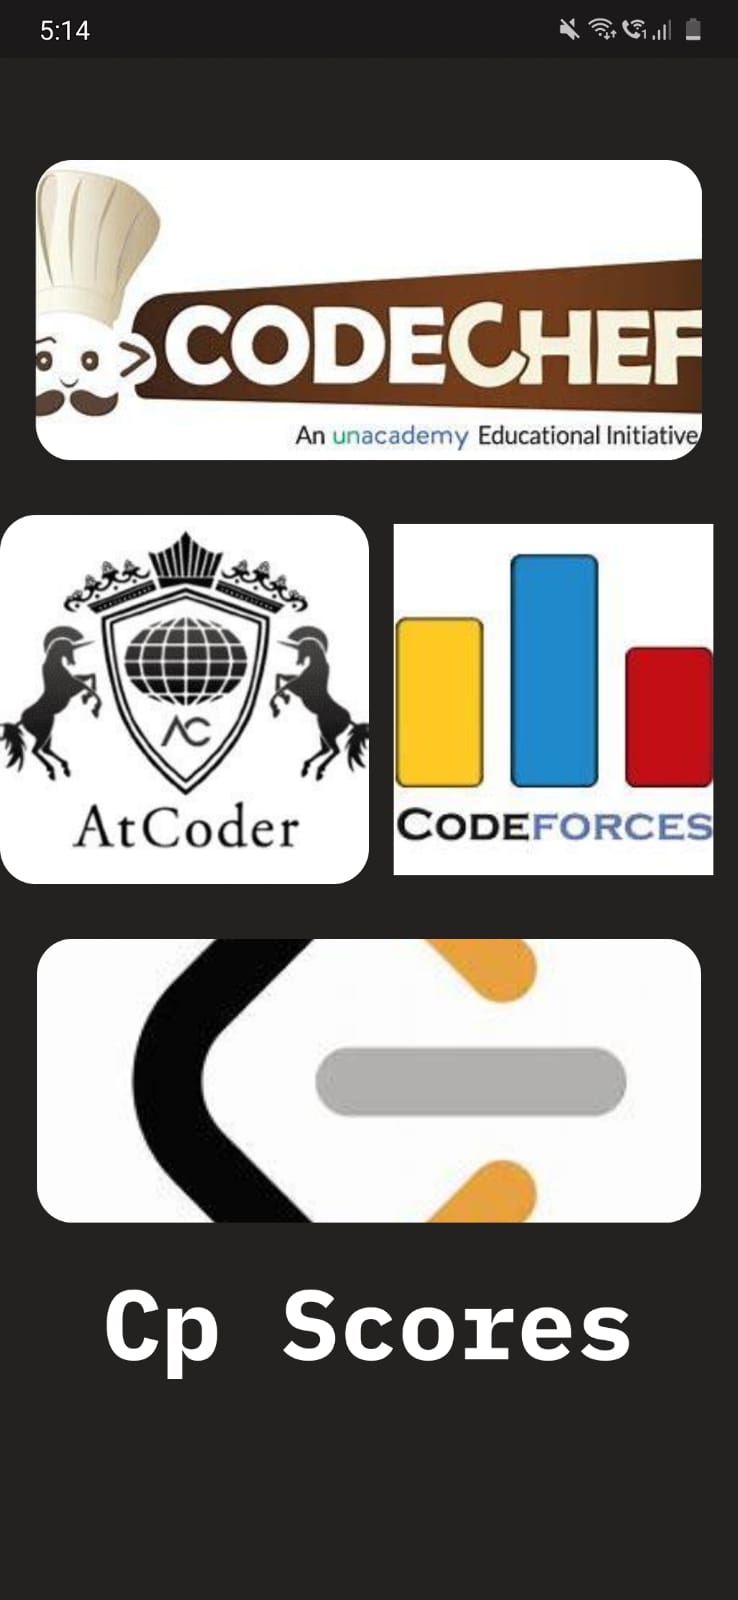 5:14
CODECHEF
An unacademy Educational Initiative
AC
AtCoder
CODEFORCES
Cp Scores